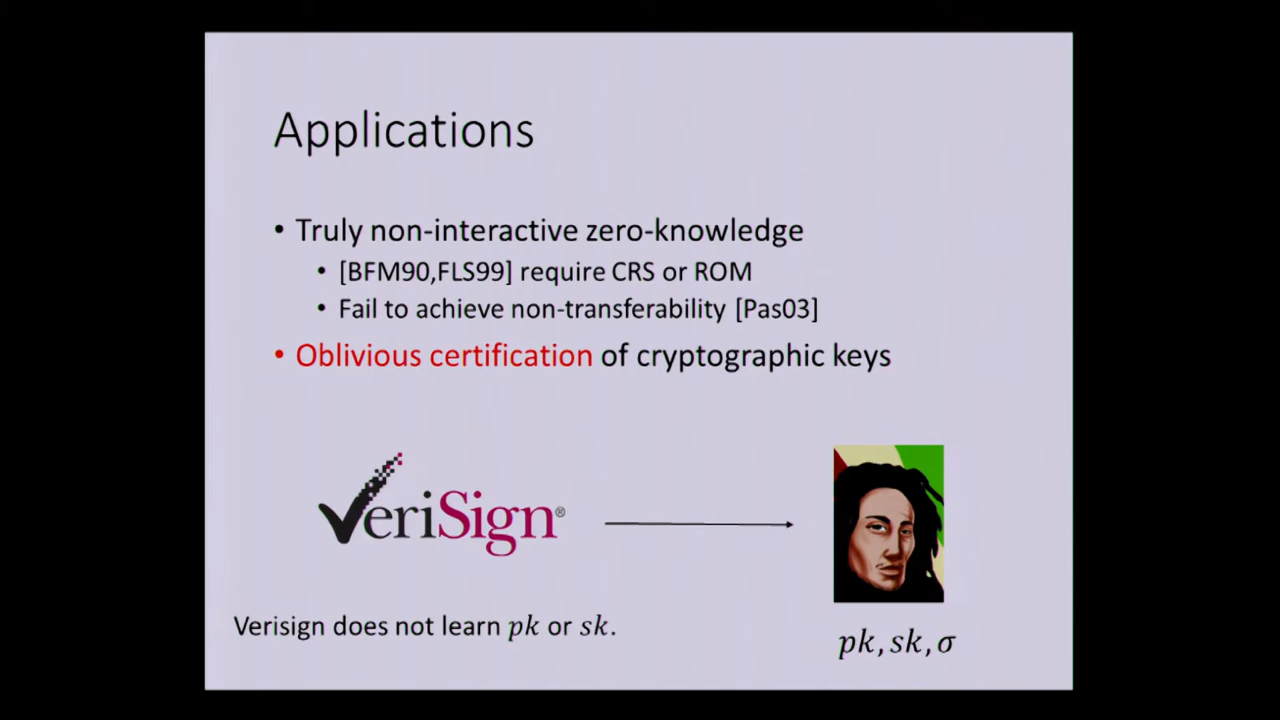 Applications
• Truly non-interactive zero-knowledge
• [BFM90,FLS99] require CRS or ROM
• Fail to achieve non-transferability [Pas03]
• Oblivious certification of cryptographic keys
VeriSign®
Verisign does not learn pk or sk.
pk, sk, σ